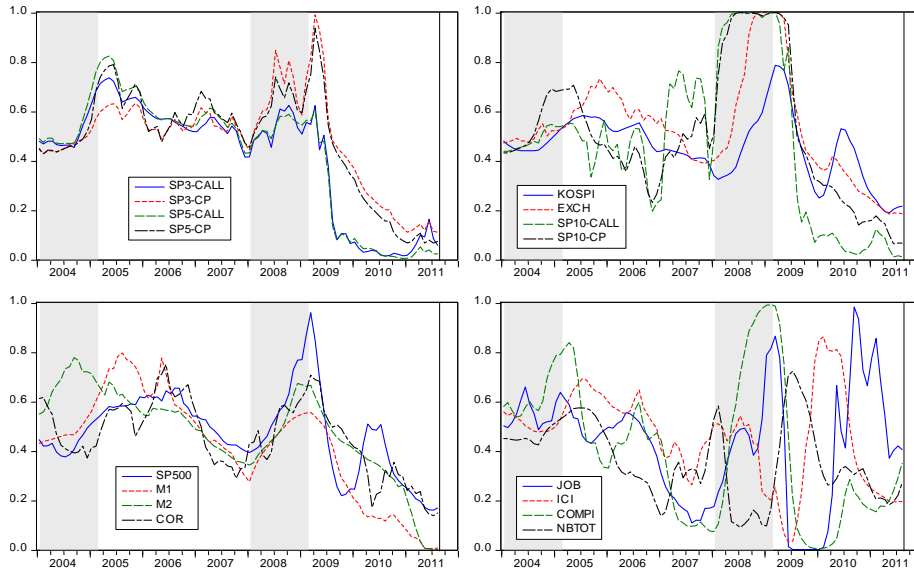 1.0
0.8
0.6
0.4
0.2
0.0
2004 2005 2006 2007 2008 2009 2010 2011
SP3-CALL
SP3-CP
SP5-CALL
SP5-CP
1.0
0.8
0.6
0.4
0.2
0.0
2004 2005 2006 2007 2008 2009 2010 2011
KOSPI
EXCH
SP10-CALL
SP10-CP
1.0
0.8
0.6
0.4
0.2
0.0
2004 2005 2006 2007 2008 2009 2010 2011
SP500
M1
M2
COR
1.0
0.8
0.6
0.4
0.2
0.0
2004 2005 2006 2007 2008 2009 2010 2011
JOB
ICI
COMPI
NBTOT